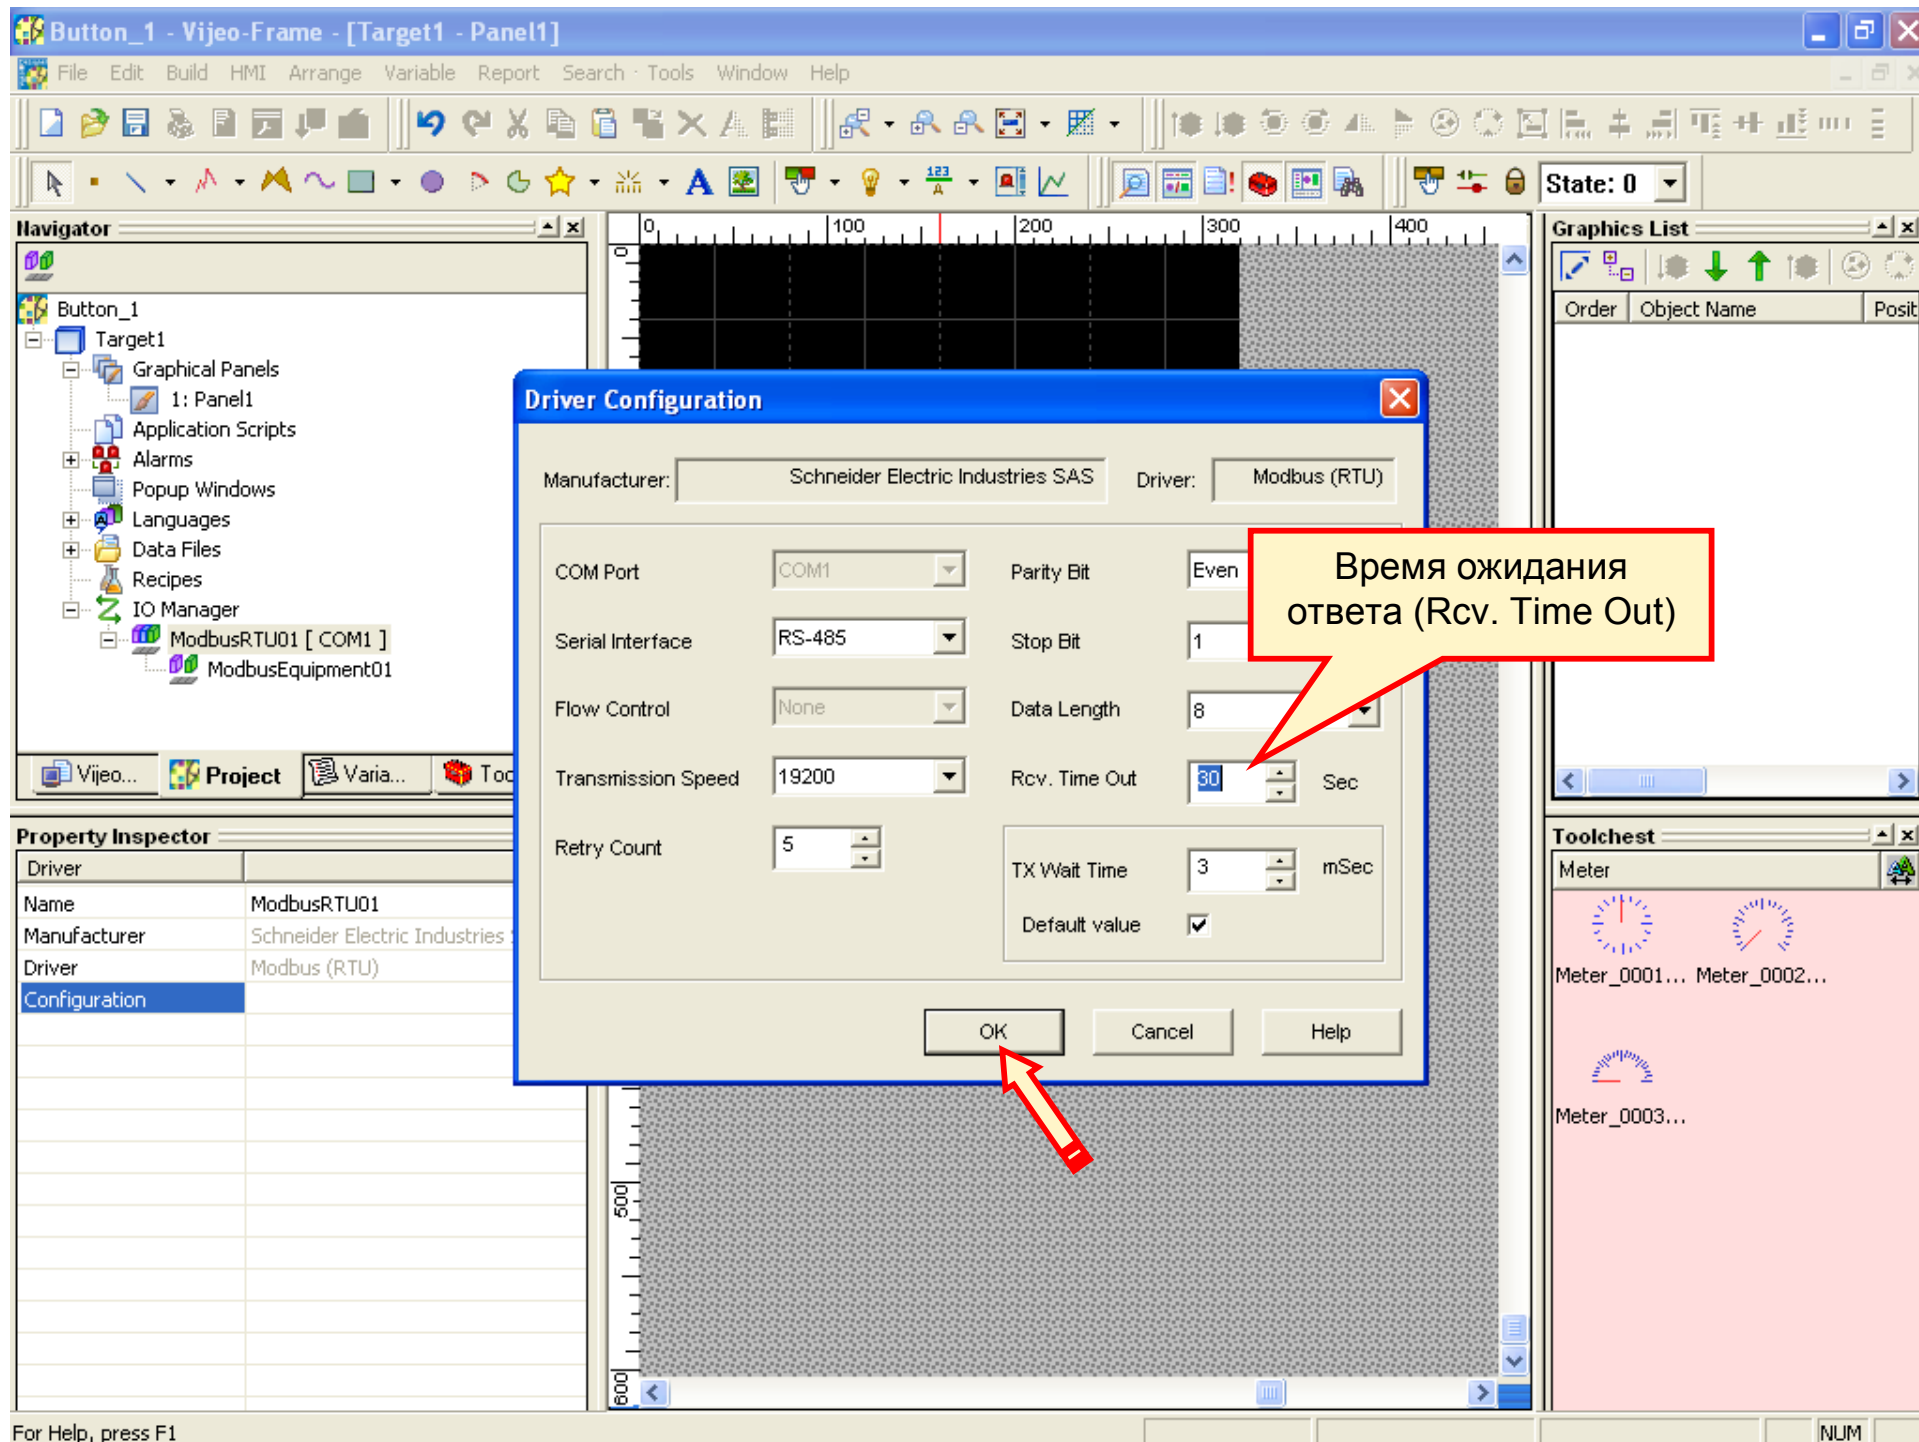 Button_1 - Vijeo-Frame - [Target1 - Panel1]
File Edit Build HMI Arrange Variable Report Search Tools Window Help
State: 0
Navigator
Button_1
Target1
Graphical Panels
1: Panel1
Application Scripts
Alarms
Popup Windows
Languages
Data Files
Recipes
IO Manager
ModbusRTU01 [ COM1 ]
ModbusEquipment01
Vijeo... Project Varia... Too
Property Inspector
Driver
Name ModbusRTU01
Manufacturer Schneider Electric Industries
Driver Modbus (RTU)
Configuration
0 100 200 300 400
0
500
600
Driver Configuration
Manufacturer: Schneider Electric Industries SAS Driver: Modbus (RTU)
COM Port COM1 Parity Bit Even
Serial Interface RS-485 Stop Bit 1
Flow Control None Data Length 8
Transmission Speed 19200 Rcv. Time Out 30 Sec
Retry Count 5
TX Wait Time 3 mSec
Default value
OK Cancel Help
Время ожидания
ответа (Rcv. Time Out)
Graphics List
Order Object Name Posit
Toolchest
Meter
Meter_0001... Meter_0002...
Meter_0003...
For Help, press F1
NUM